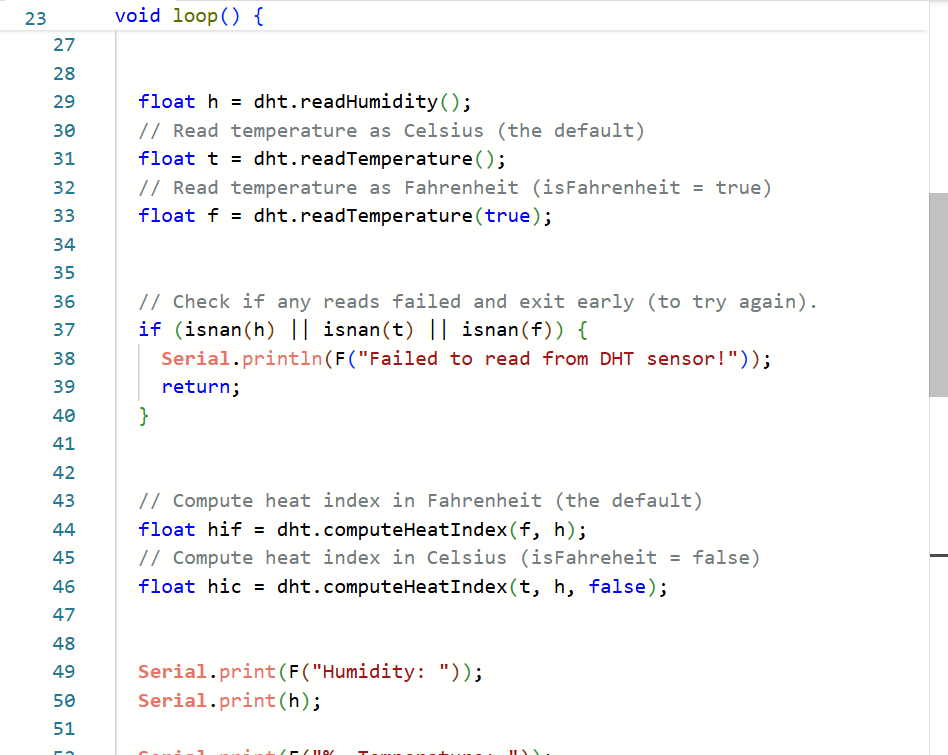 23 void loop() {
27
28
29 float h = dht.readHumidity();
30 // Read temperature as Celsius (the default)
31 float t = dht.readTemperature();
32 // Read temperature as Fahrenheit (isFahrenheit = true)
33 float f = dht.readTemperature(true);
34
35
36 // Check if any reads failed and exit early (to try again).
37 if (isnan(h) || isnan(t) || isnan(f)) {
38 Serial.println(F("Failed to read from DHT sensor!"));
39 return;
40 }
41
42
43 // Compute heat index in Fahrenheit (the default)
44 float hif = dht.computeHeatIndex(f, h);
45 // Compute heat index in Celsius (isFahreheit = false)
46 float hic = dht.computeHeatIndex(t, h, false);
47
48
49 Serial.print(F("Humidity: "));
50 Serial.print(h);
51
52 Serial.print(F("%  Temperature: "));